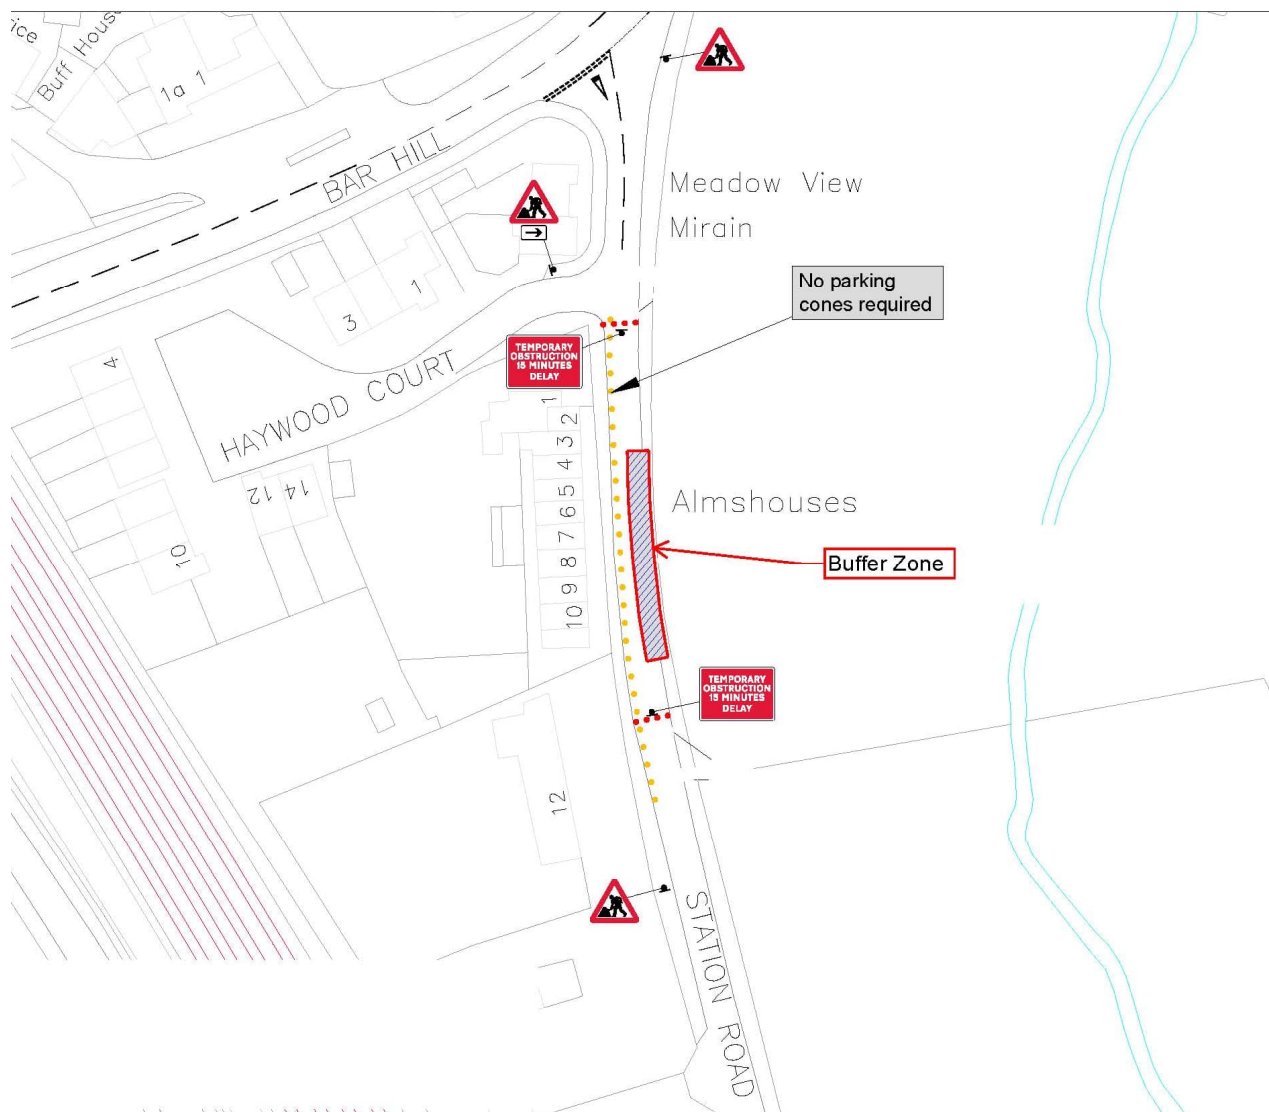 ice
Buff House
1a 1
BAR HILL
Meadow View
Mirain
No parking
cones required
3
1
4
TEMPORARY
OBSTRUCTION
15 MINUTES
DELAY
HAYWOOD COURT
1
2
3
4
5
6
7
8
9
10
12
14
10
Almshouses
Buffer Zone
TEMPORARY
OBSTRUCTION
15 MINUTES
DELAY
12
STATION ROAD